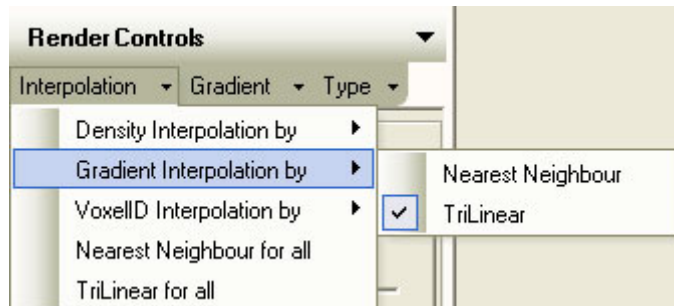 Render Controls
Interpolation Gradient Type
Density Interpolation by
Gradient Interpolation by
Nearest Neighbour
VoxelID Interpolation by
TriLinear
Nearest Neighbour for all
TriLinear for all